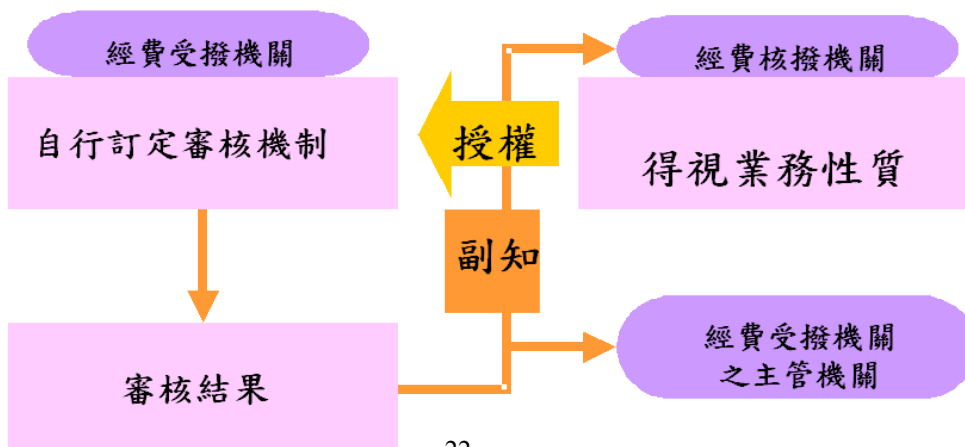 經費受撥機關
經費核撥機關
自行訂定審核機制
授權
得視業務性質
副知
經費受撥機關
之主管機關
審核結果